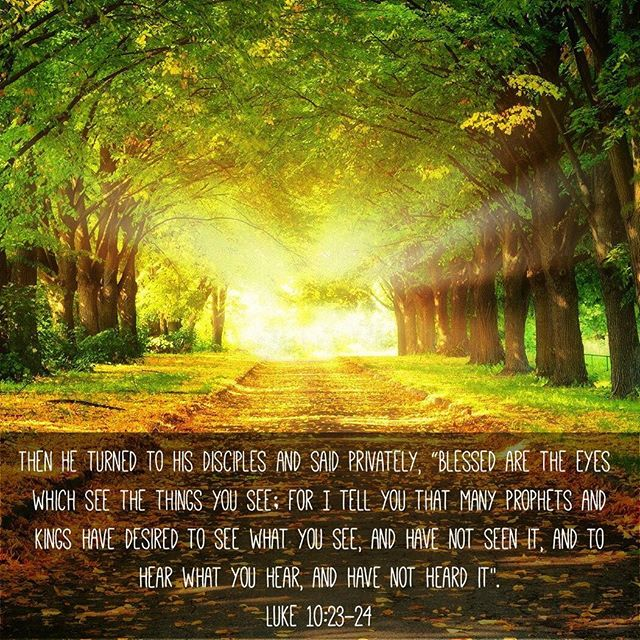 THEN HE TURNED TO HIS DISCIPLES AND SAID PRIVATELY, "BLESSED ARE THE EYES
WHICH SEE THE THINGS YOU SEE; FOR I TELL YOU THAT MANY PROPHETS AND
KINGS HAVE DESIRED TO SEE WHAT YOU SEE, AND HAVE NOT SEEN IT, AND TO
HEAR WHAT YOU HEAR, AND HAVE NOT HEARD IT".
LUKE 10:23-24